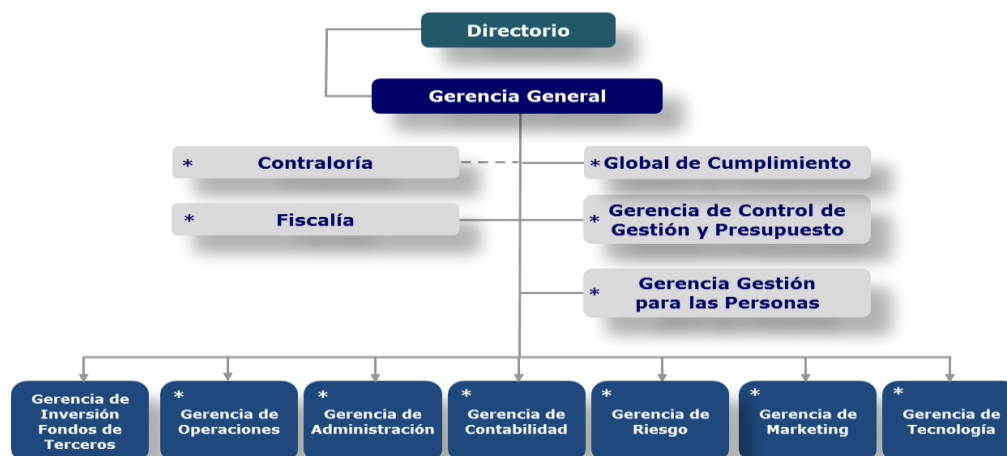 Directorio
Gerencia General
* Contraloría
* Global de Cumplimiento
* Fiscalía
* Gerencia de Control de
Gestión y Presupuesto
* Gerencia Gestión
para las Personas
Gerencia de
Inversión
Fondos de
Terceros
*
Gerencia de
Operaciones
*
Gerencia de
Administración
*
Gerencia de
Contabilidad
*
Gerencia de
Riesgo
*
Gerencia de
Marketing
*
Gerencia de
Tecnología